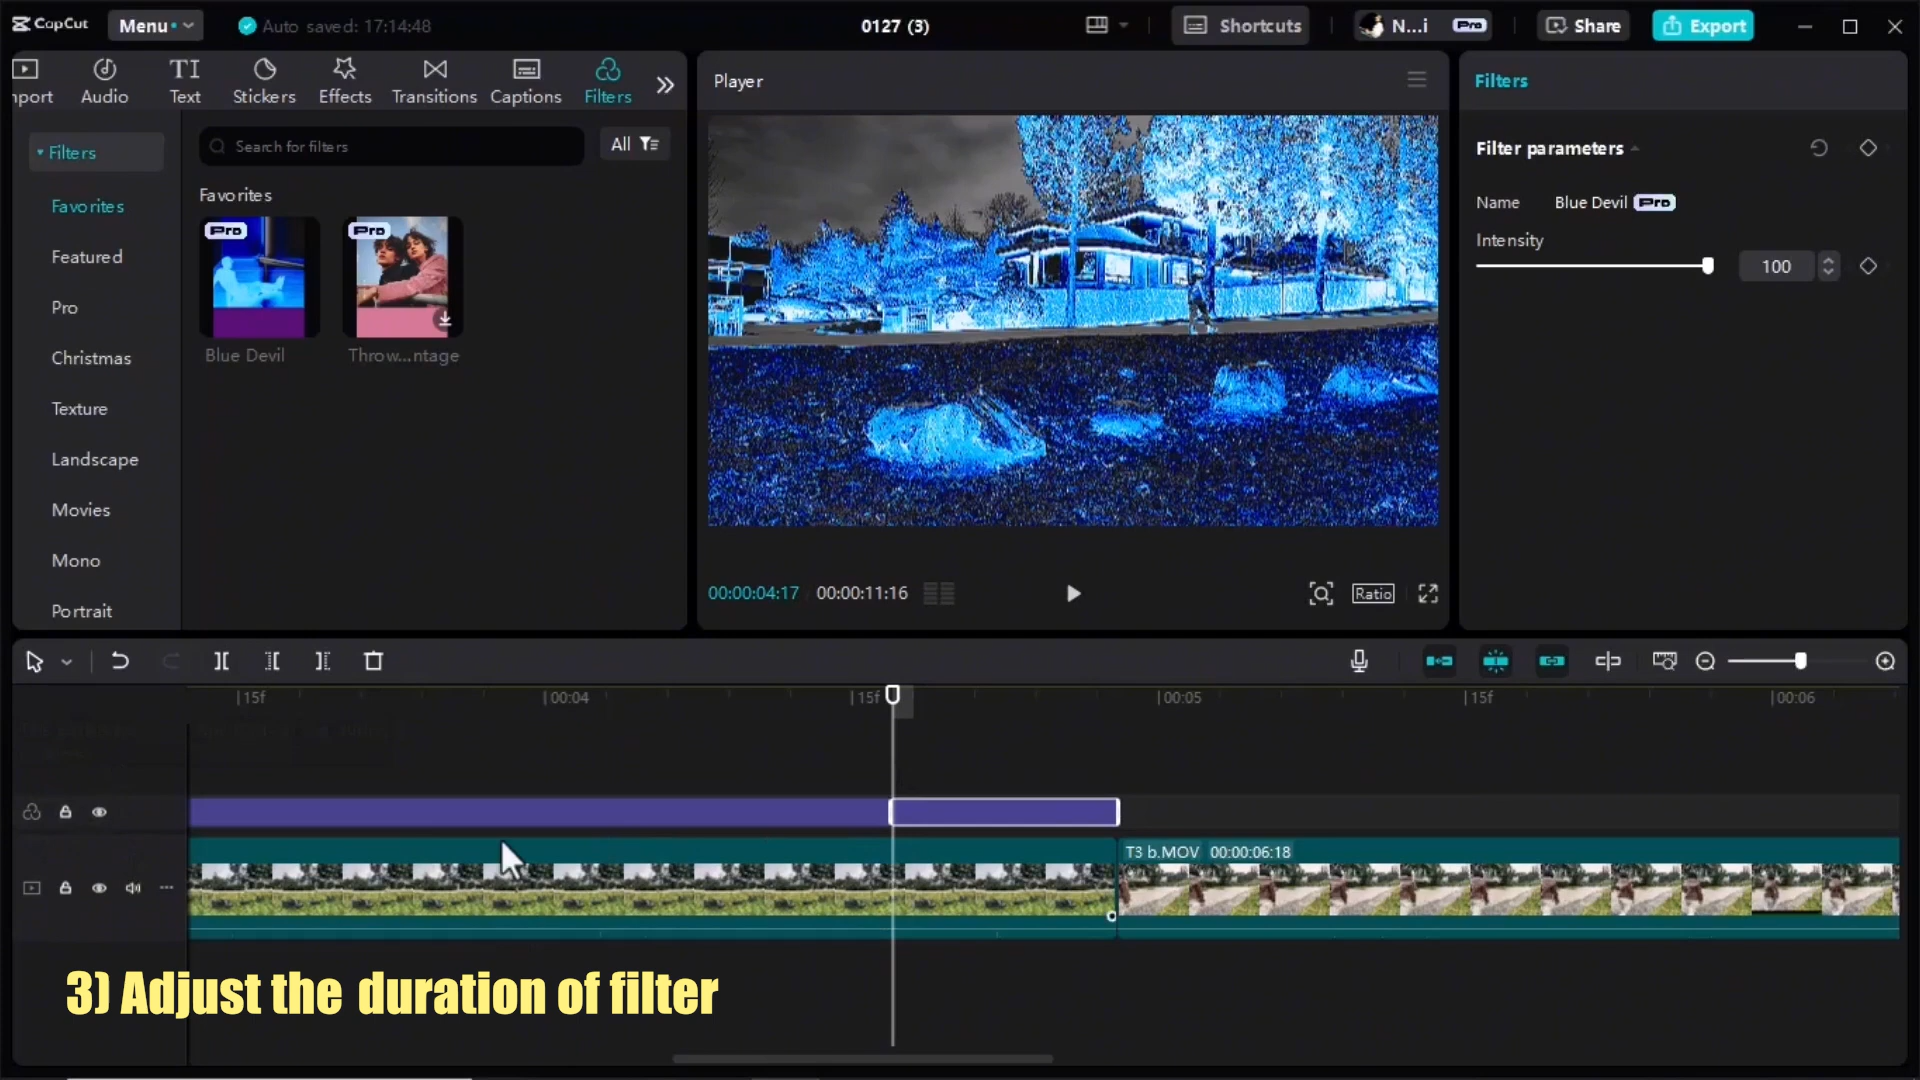 CapCut
Menu
Auto saved: 17:14:48
0127 (3)
Shortcuts
N...i
Pro
Share
Export
port
Audio
TI
Text
Stickers
Effects
Transitions
Captions
Filters
Player
Filters
Filters
Search for filters
All
Filter parameters
Favorites
Favorites
Pro
Pro
Name
Blue Devil
Pro
Intensity
100
Featured
Pro
Blue Devil
Throw...ntage
Christmas
Texture
Landscape
Movies
Mono
Portrait
00:00:04:17
00:00:11:16
Ratio
15f
00:04
15f
00:05
15f
00:06
T3 b.MOV 00:00:06:18
3) Adjust the duration of filter